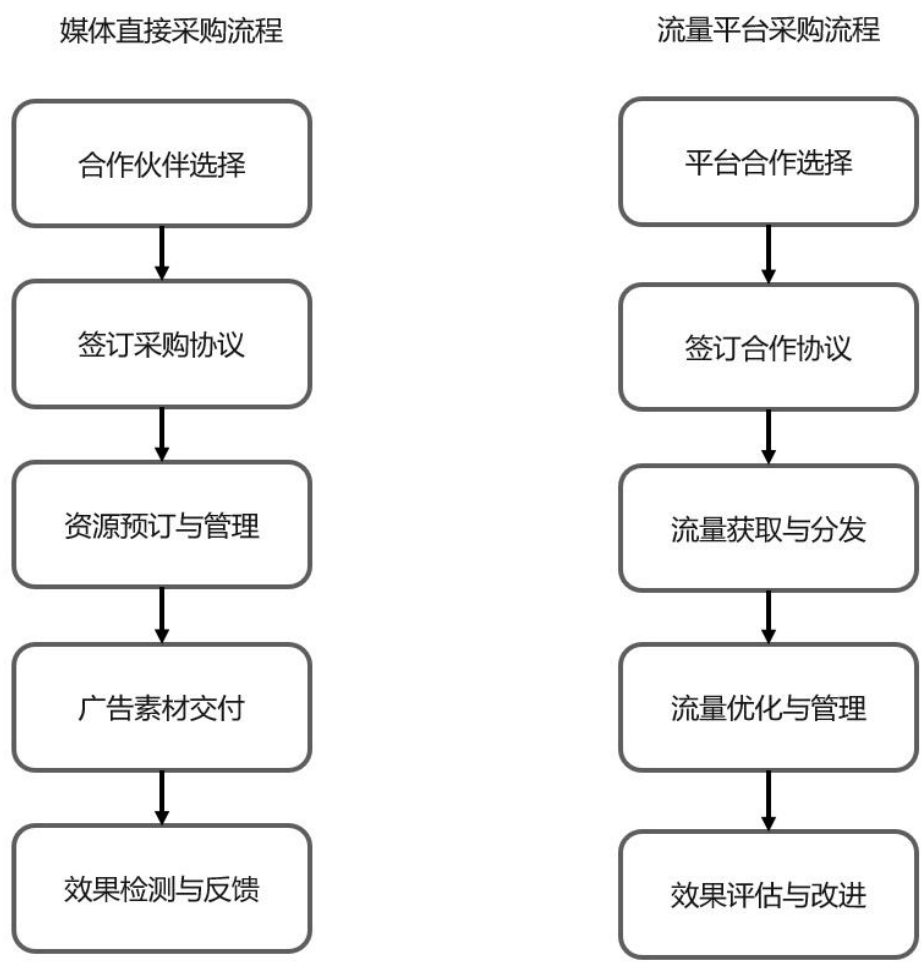 媒体直接采购流程
合作伙伴选择
签订采购协议
资源预订与管理
广告素材交付
效果检测与反馈
流量平台采购流程
平台合作选择
签订合作协议
流量获取与分发
流量优化与管理
效果评估与改进